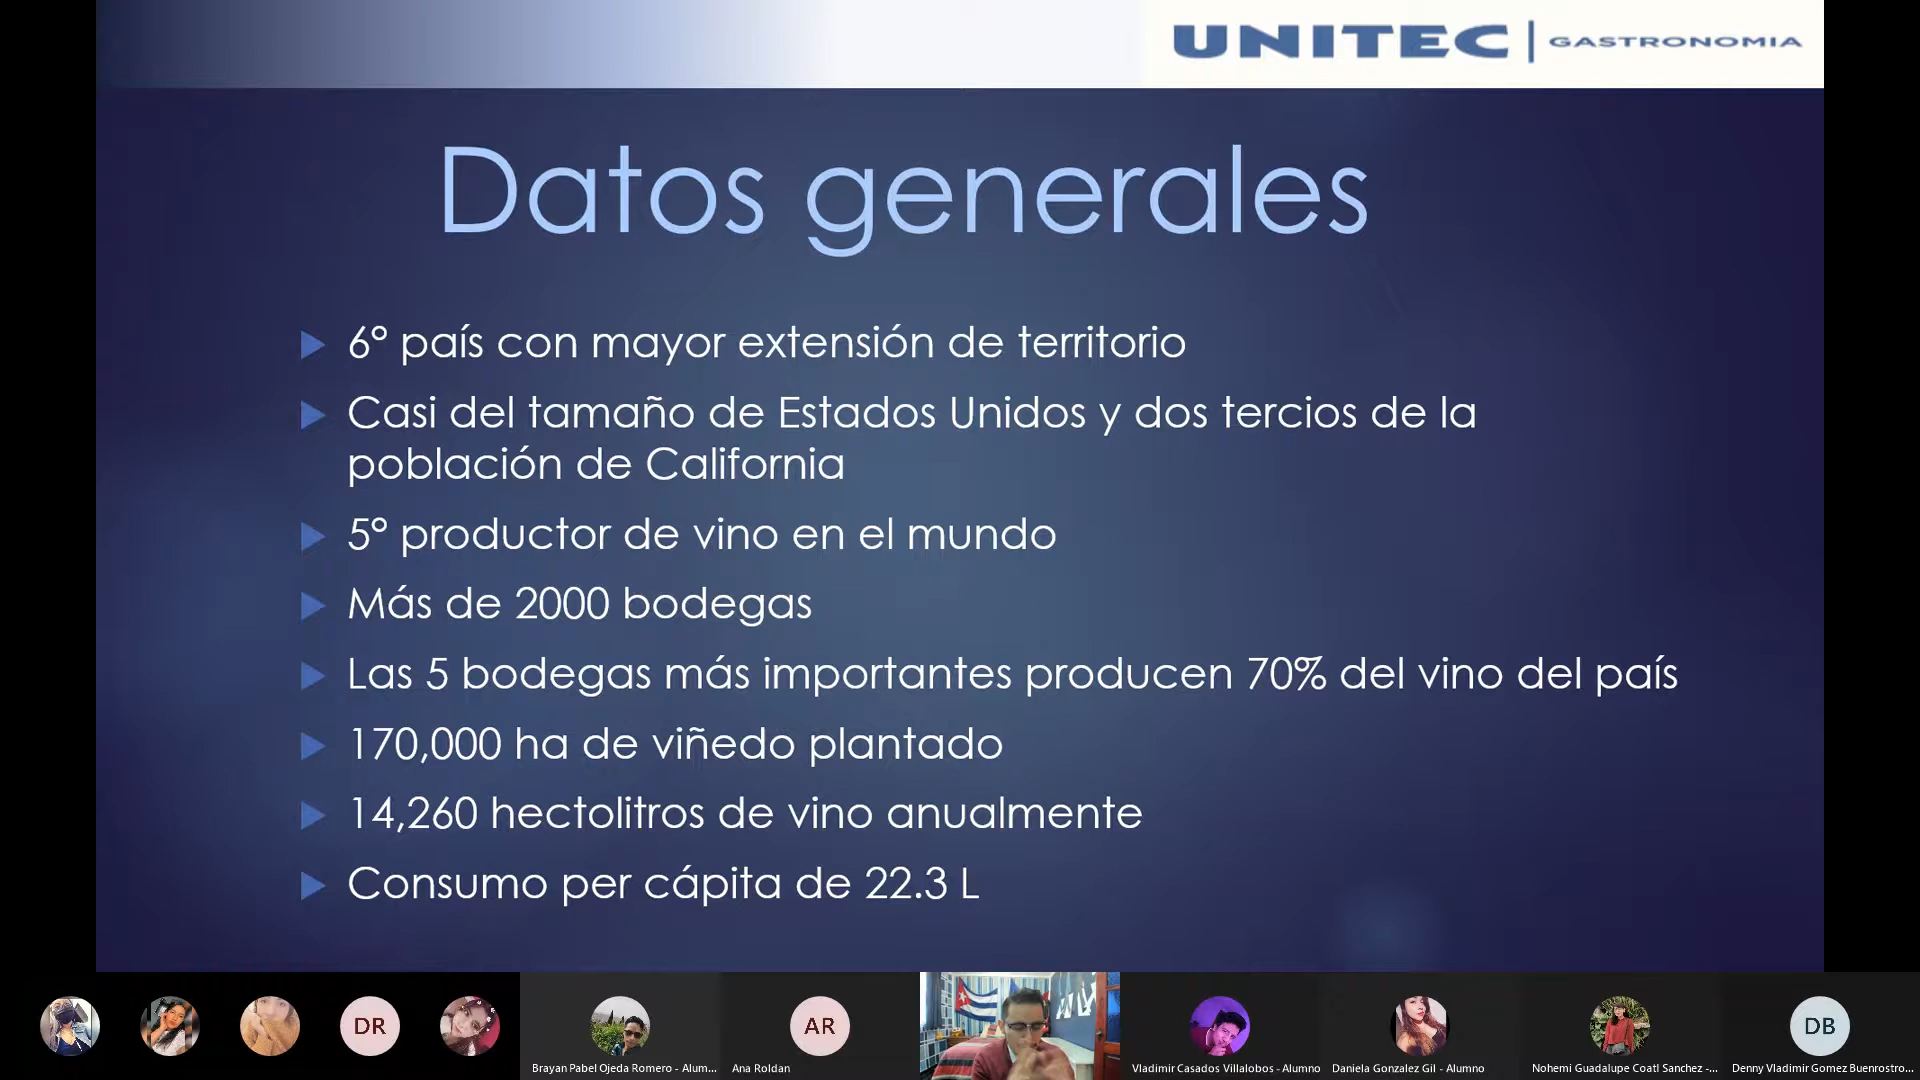 UNITEC | GASTRONOMIA
Datos generales
6º país con mayor extensión de territorio
Casi del tamaño de Estados Unidos y dos tercios de la
población de California
5º productor de vino en el mundo
Más de 2000 bodegas
Las 5 bodegas más importantes producen 70% del vino del país
170,000 ha de viñedo plantado
14,260 hectolitros de vino anualmente
Consumo per cápita de 22.3 L
DR
AR
DB
Brayan Pabel Ojeda Romero - Alum...
Ana Roldan
Vladimir Casados Villalobos - Alumno
Daniela Gonzalez Gil - Alumno
Nohemi Guadalupe Coatl Sanchez -...
Denny Vladimir Gomez Buenrostro...